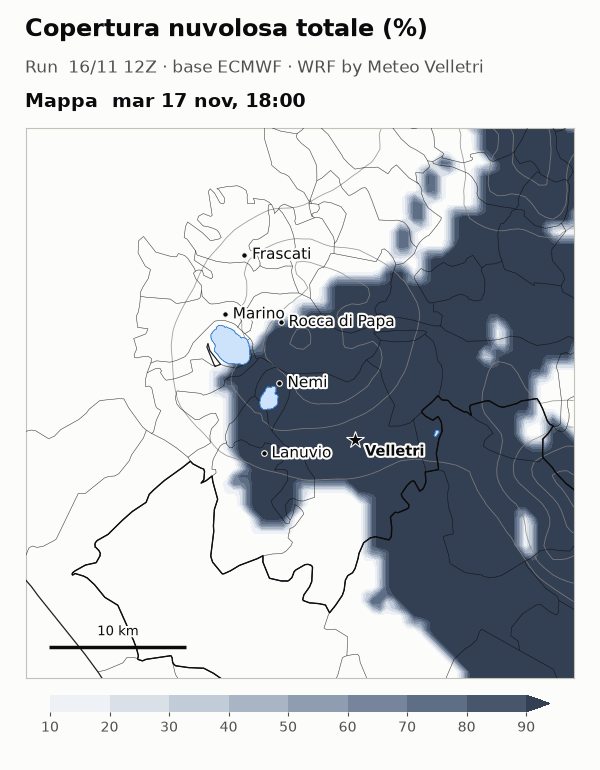 Copertura nuvolosa totale (%)
Run  16/11 12Z · base ECMWF · WRF by Meteo Velletri
Mappa  mar 17 nov, 18:00
Frascati
Marino
Rocca di Papa
Nemi
Velletri
Lanuvio
10 km
10 20 30 40 50 60 70 80 90